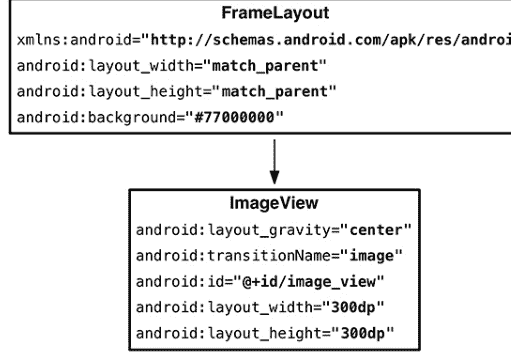 FrameLayout
xmlns:android="http://schemas.android.com/apk/res/androi
android:layout_width="match_parent"
android:layout_height="match_parent"
android:background="#77000000"
ImageView
android:layout_gravity="center"
android:transitionName="image"
android:id="@+id/image_view"
android:layout_width="300dp"
android:layout_height="300dp"